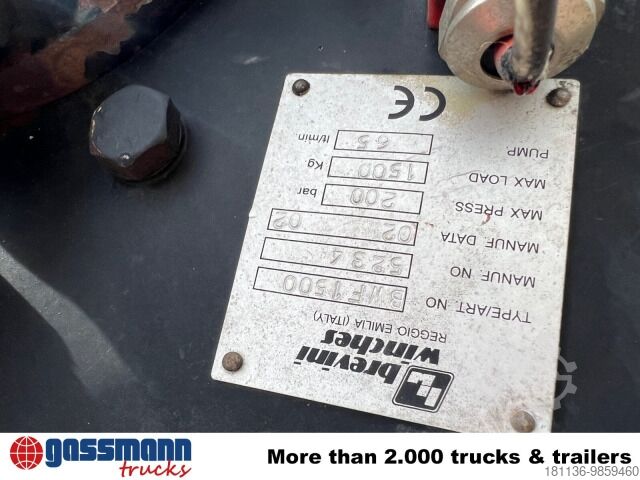 brevini
winches
REGGIO EMILIA (ITALY)
TYPE/ART. NO BWF1500
MANUF. NO 5234
MANUF. DATA 02 02
MAX PRESS 200 bar
MAX LOAD 1500 Kg
PUMP 65 lt/min
CE
gassmann
trucks
More than 2.000 trucks & trailers
181136-9859460